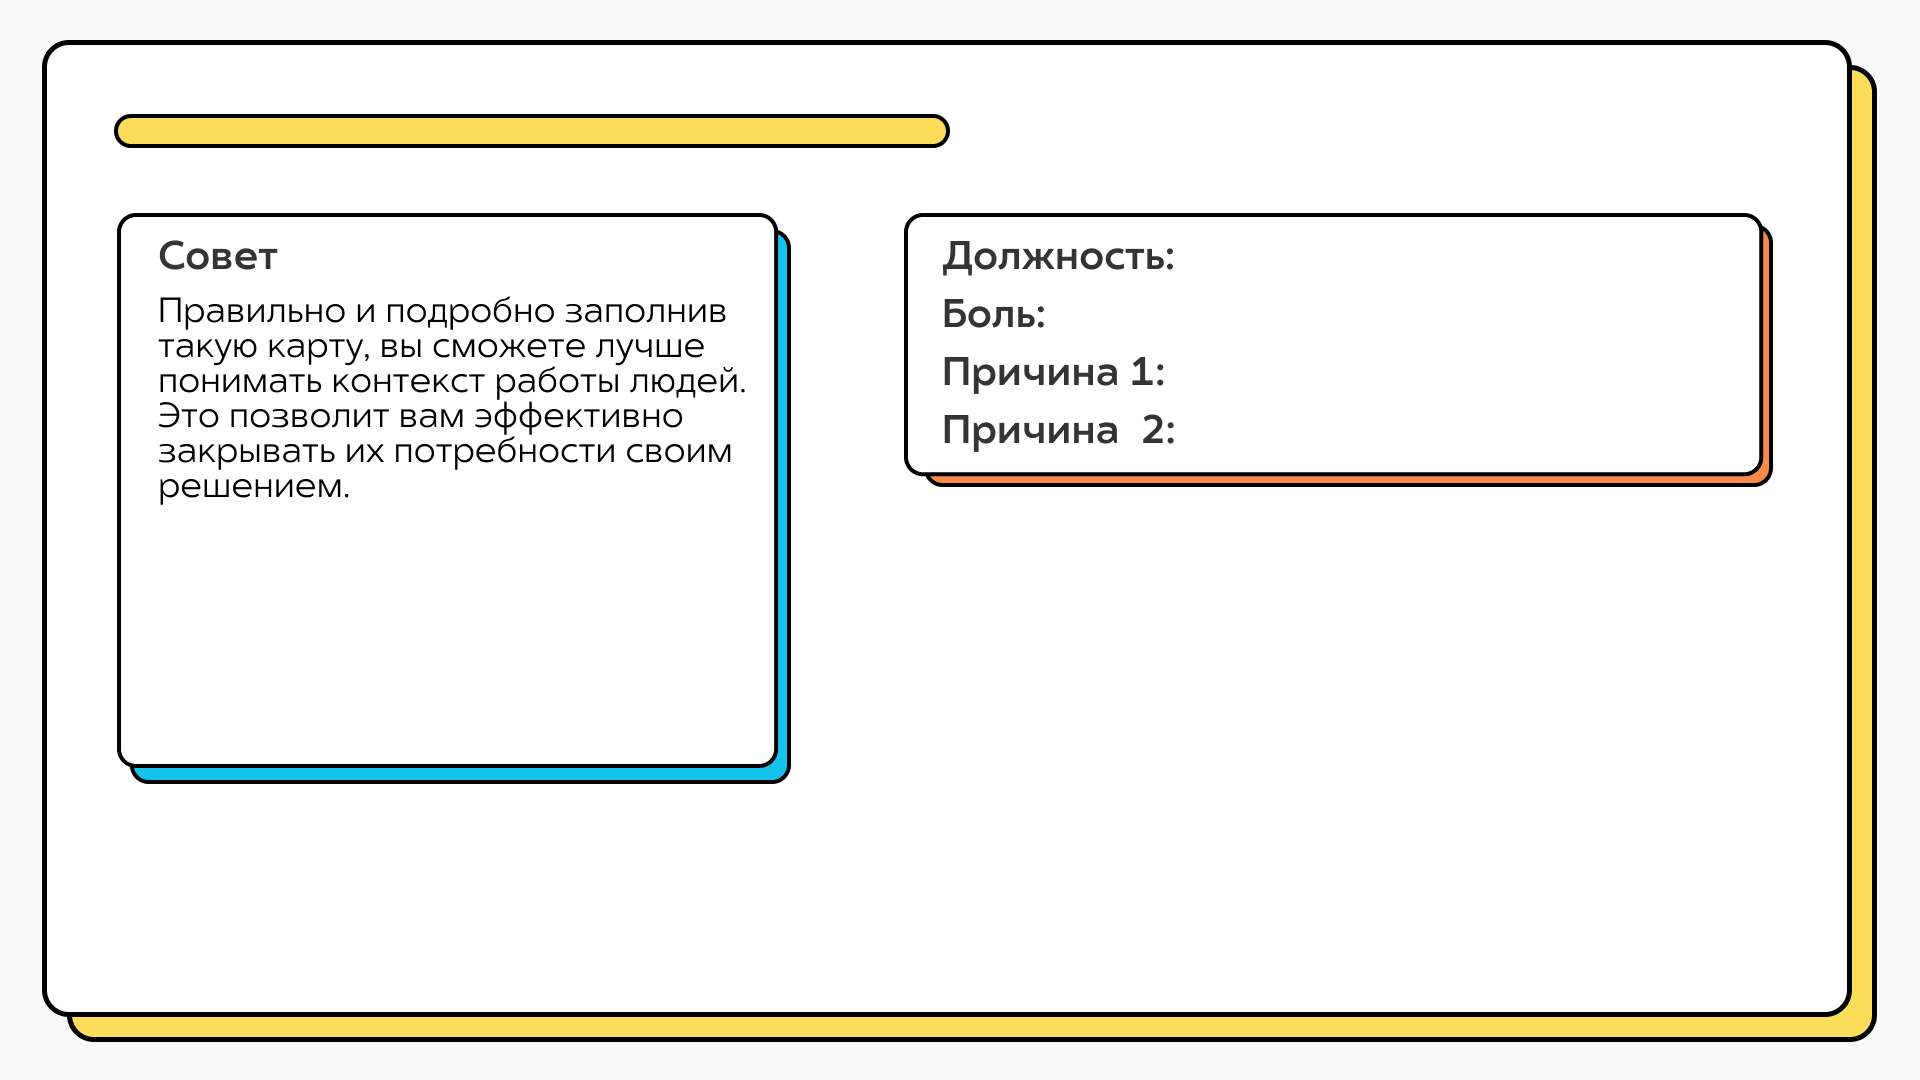 Совет
Правильно и подробно заполнив
такую карту, вы сможете лучше
понимать контекст работы людей.
Это позволит вам эффективно
закрывать их потребности своим
решением.
Должность:
Боль:
Причина 1:
Причина  2: